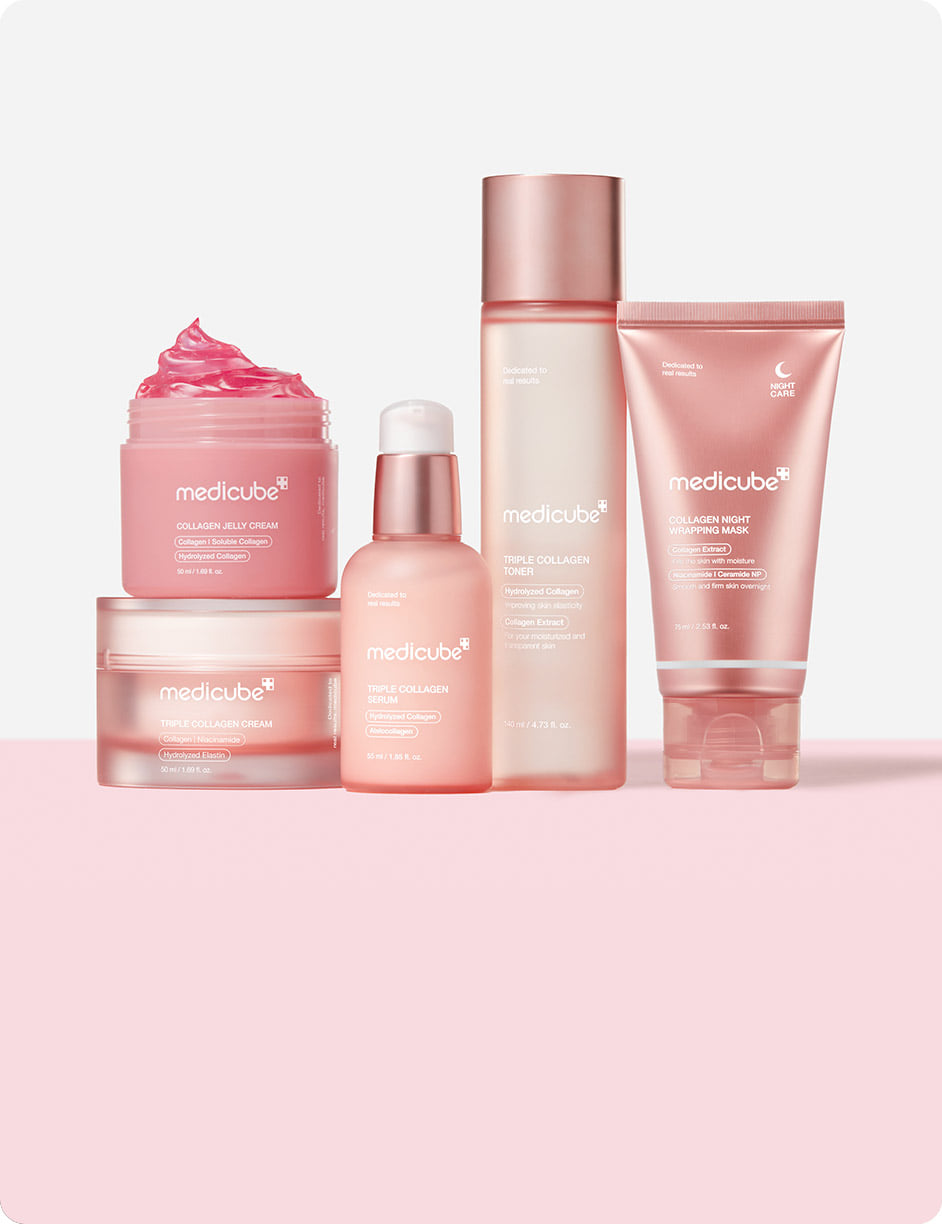 medicube
COLLAGEN JELLY CREAM
Collagen | Soluble Collagen
Hydrolyzed Collagen
50 ml / 1.69 fl. oz.
Dedicated to
medicube
TRIPLE COLLAGEN CREAM
Collagen | Niacinamide
Hydrolyzed Elastin
50 ml / 1.69 fl. oz.
Dedicated to
Dedicated to
real results
medicube
TRIPLE COLLAGEN
SERUM
Hydrolyzed Collagen
Atelocollagen
55 ml / 1.85 fl. oz.
Dedicated to
real results
medicube
TRIPLE COLLAGEN
TONER
Hydrolyzed Collagen
Improving skin elasticity
Collagen Extract
For your moisturized and
transparent skin
140 ml / 4.73 fl. oz.
Dedicated to
real results
NIGHT
CARE
medicube
COLLAGEN NIGHT
WRAPPING MASK
Collagen Extract
the skin with moisture
Niacinamide | Ceramide NP
Smooth and firm skin overnight
75 ml / 2.53 fl. oz.